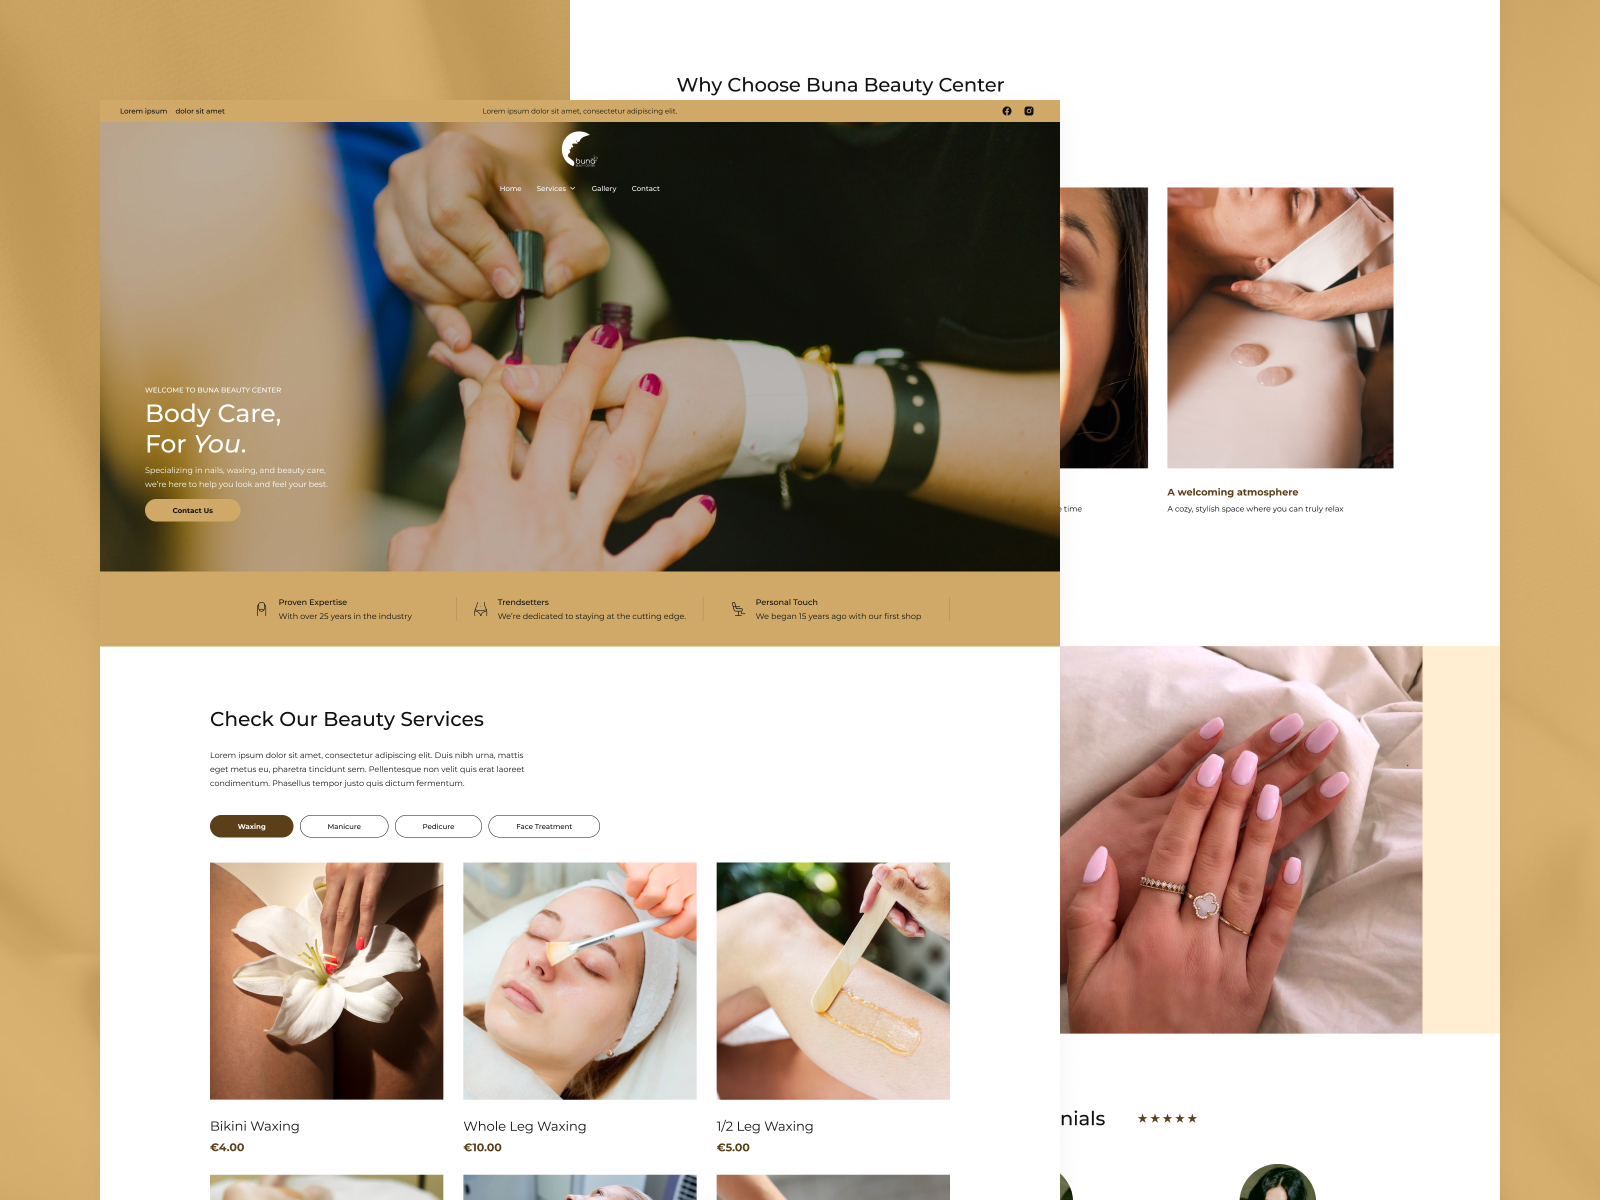 Why Choose Buna Beauty Center
Lorem ipsum dolor sit amet
Lorem ipsum dolor sit amet, consectetur adipiscing elit.
buna
Home Services Gallery Contact
WELCOME TO BUNA BEAUTY CENTER
Body Care,
For You.
Specializing in nails, waxing, and beauty care,
we're here to help you look and feel your best.
Contact Us
Proven Expertise
With over 25 years in the industry
Trendsetters
We're dedicated to staying at the cutting edge.
Personal Touch
We began 15 years ago with our first shop
time
A welcoming atmosphere
A cozy, stylish space where you can truly relax
Check Our Beauty Services
Lorem ipsum dolor sit amet, consectetur adipiscing elit. Duis nibh urna, mattis
eget metus eu, pharetra tincidunt sem. Pellentesque non velit quis erat laoreet
condimentum. Phasellus tempor justo quis dictum fermentum.
Waxing Manicure Pedicure Face Treatment
Bikini Waxing
€4.00
Whole Leg Waxing
€10.00
1/2 Leg Waxing
€5.00
nials ★★★★★